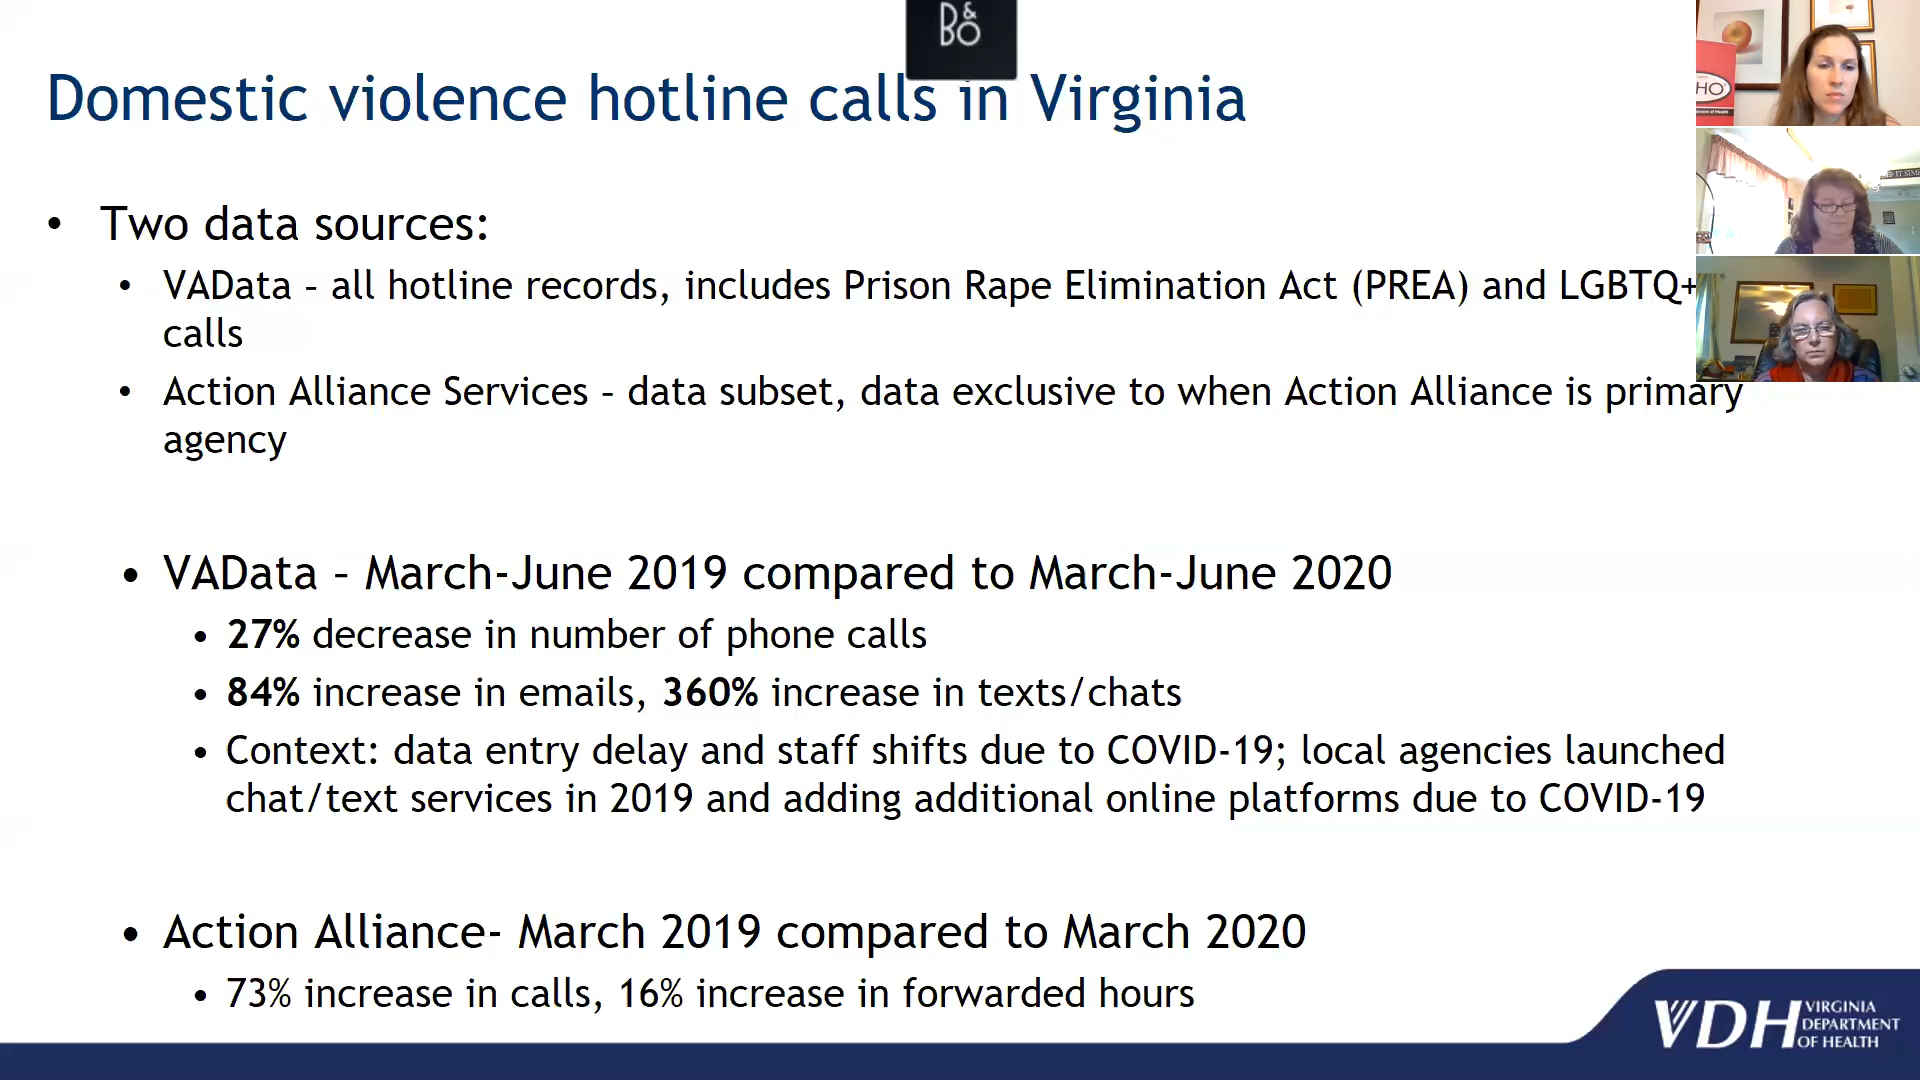 B&O
Domestic violence hotline calls in Virginia
• Two data sources:
• VAData – all hotline records, includes Prison Rape Elimination Act (PREA) and LGBTQ+
calls
• Action Alliance Services – data subset, data exclusive to when Action Alliance is primary
agency
• VAData – March-June 2019 compared to March-June 2020
• 27% decrease in number of phone calls
• 84% increase in emails, 360% increase in texts/chats
• Context: data entry delay and staff shifts due to COVID-19; local agencies launched
chat/text services in 2019 and adding additional online platforms due to COVID-19
• Action Alliance- March 2019 compared to March 2020
• 73% increase in calls, 16% increase in forwarded hours
VDH VIRGINIA
DEPARTMENT
OF HEALTH
HO